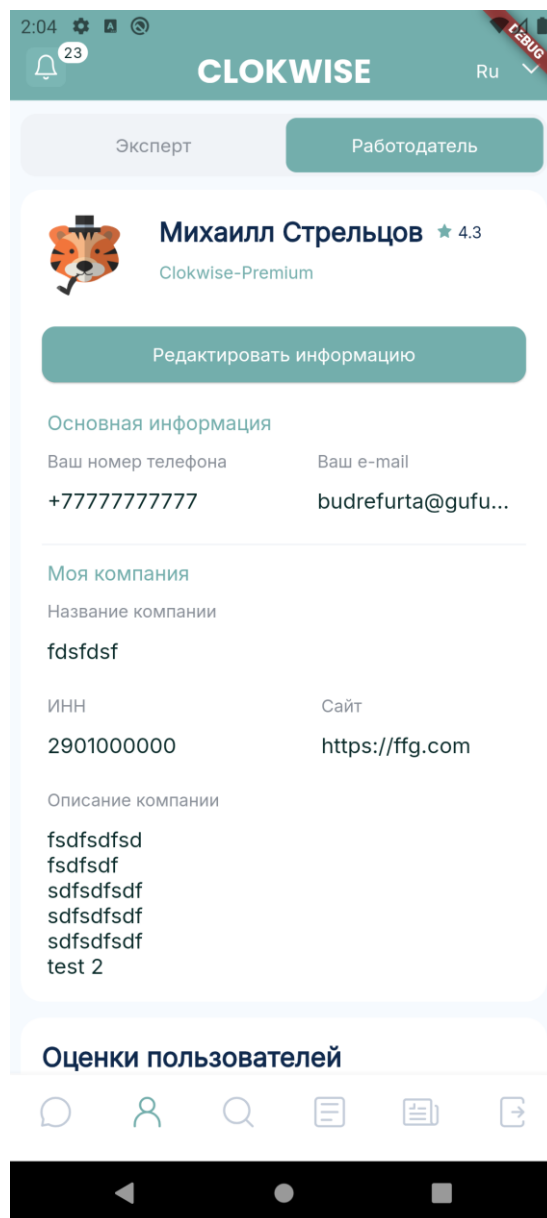 2:04
DEBUG
23
CLOKWISE
Ru
Эксперт
Работодатель
Михаилл Стрельцов
4.3
Clokwise-Premium
Редактировать информацию
Основная информация
Ваш номер телефона
Ваш e-mail
+77777777777
budrefurta@gufu...
Моя компания
Название компании
fdsfdsf
ИНН
Сайт
2901000000
https://ffg.com
Описание компании
fsdfsdfsd
fsdfsdf
sdfsdfsdf
sdfsdfsdf
sdfsdfsdf
test 2
Оценки пользователей